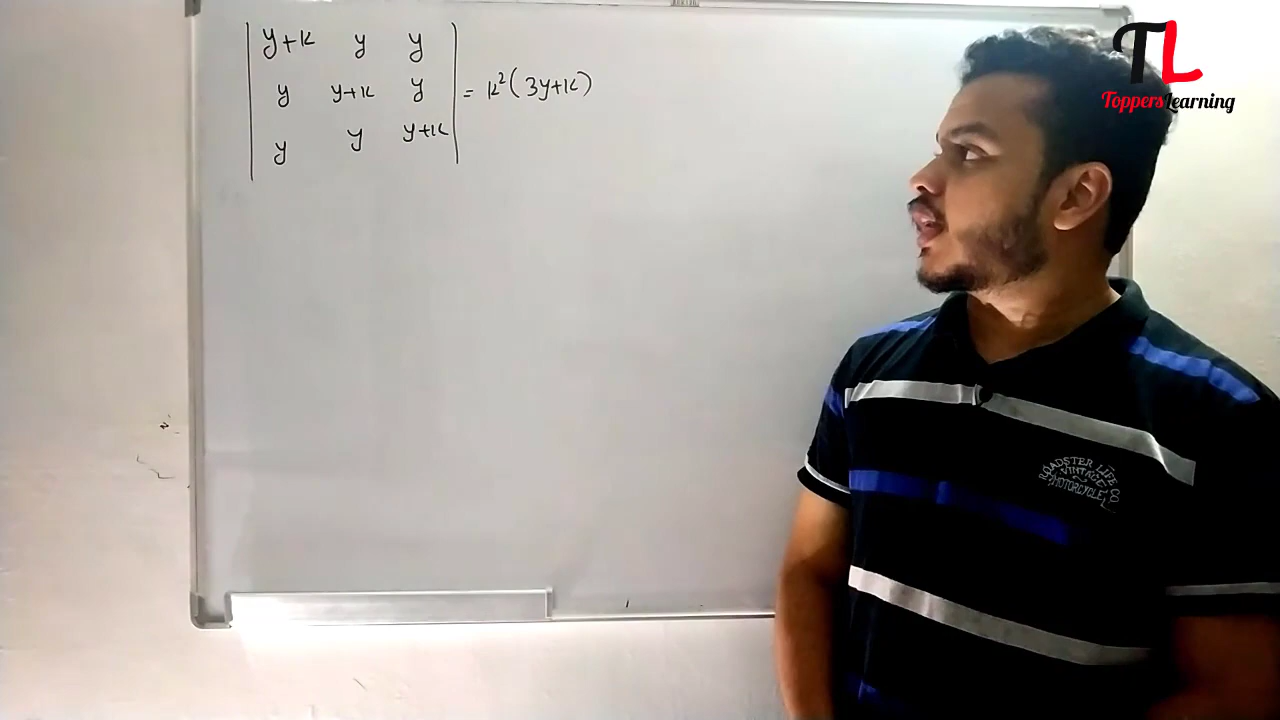 y+k y y
y y+k y = k²(3y+k)
y y y+k
TL
ToppersLearning
ROADSTER LIFE CO.
VINTAGE
MOTORCYCLE